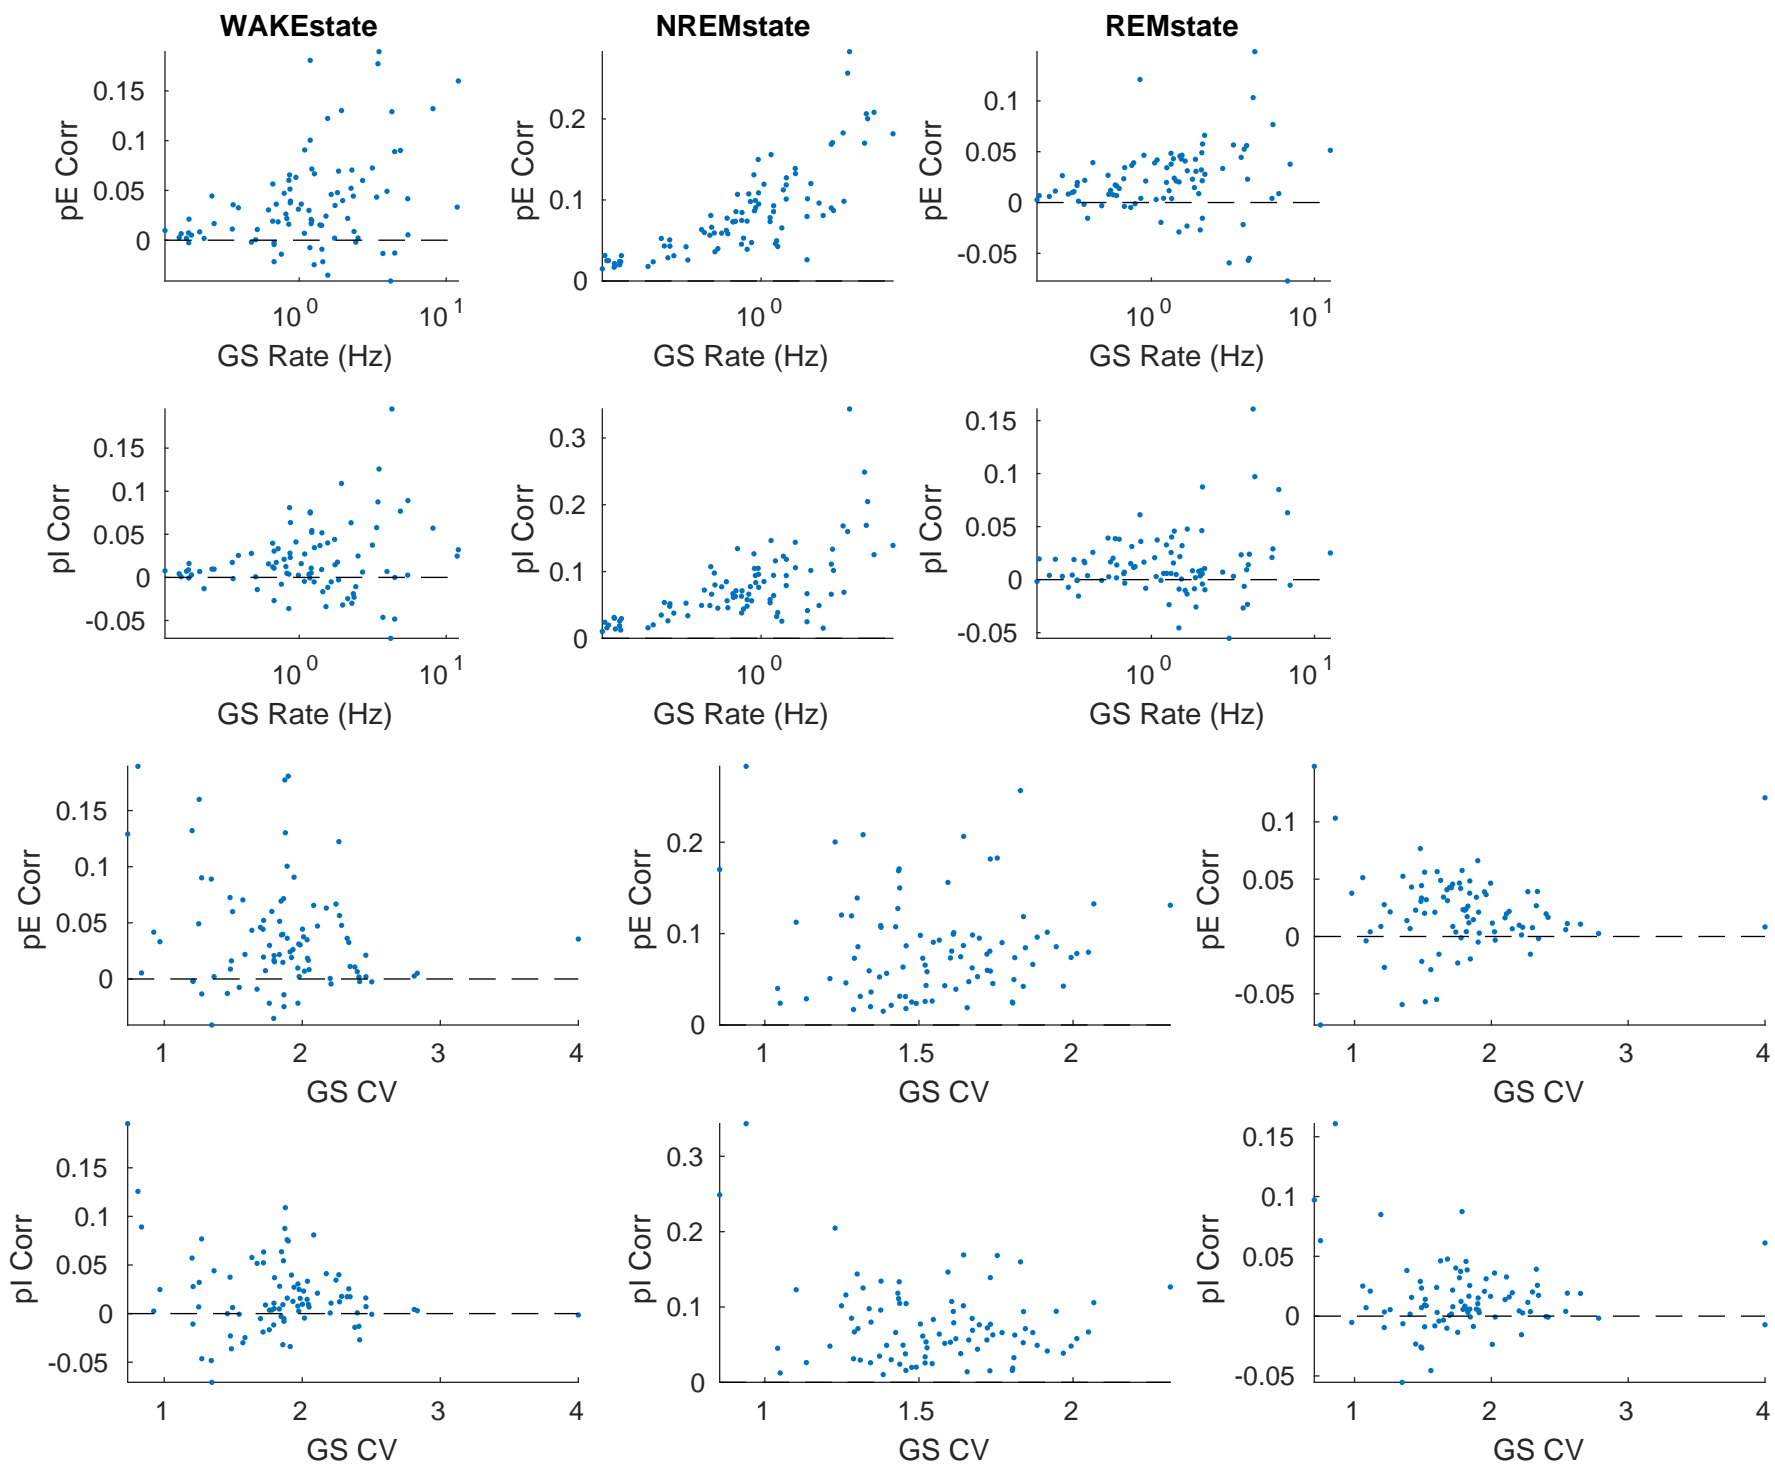 WAKEstate NREMstate REMstate
pE Corr 0.15 0.1 0.05 0
10^0 10^1
GS Rate (Hz)
pE Corr 0.2 0.1 0
10^0
GS Rate (Hz)
pE Corr 0.1 0.05 0 -0.05
10^0 10^1
GS Rate (Hz)
pI Corr 0.15 0.1 0.05 0 -0.05
10^0 10^1
GS Rate (Hz)
pI Corr 0.3 0.2 0.1 0
10^0
GS Rate (Hz)
pI Corr 0.15 0.1 0.05 0 -0.05
10^0 10^1
GS Rate (Hz)
pE Corr 0.15 0.1 0.05 0
1 2 3 4
GS CV
pE Corr 0.2 0.1 0
1 1.5 2
GS CV
pE Corr 0.1 0.05 0 -0.05
1 2 3 4
GS CV
pI Corr 0.15 0.1 0.05 0 -0.05
1 2 3 4
GS CV
pI Corr 0.3 0.2 0.1 0
1 1.5 2
GS CV
pI Corr 0.15 0.1 0.05 0 -0.05
1 2 3 4
GS CV